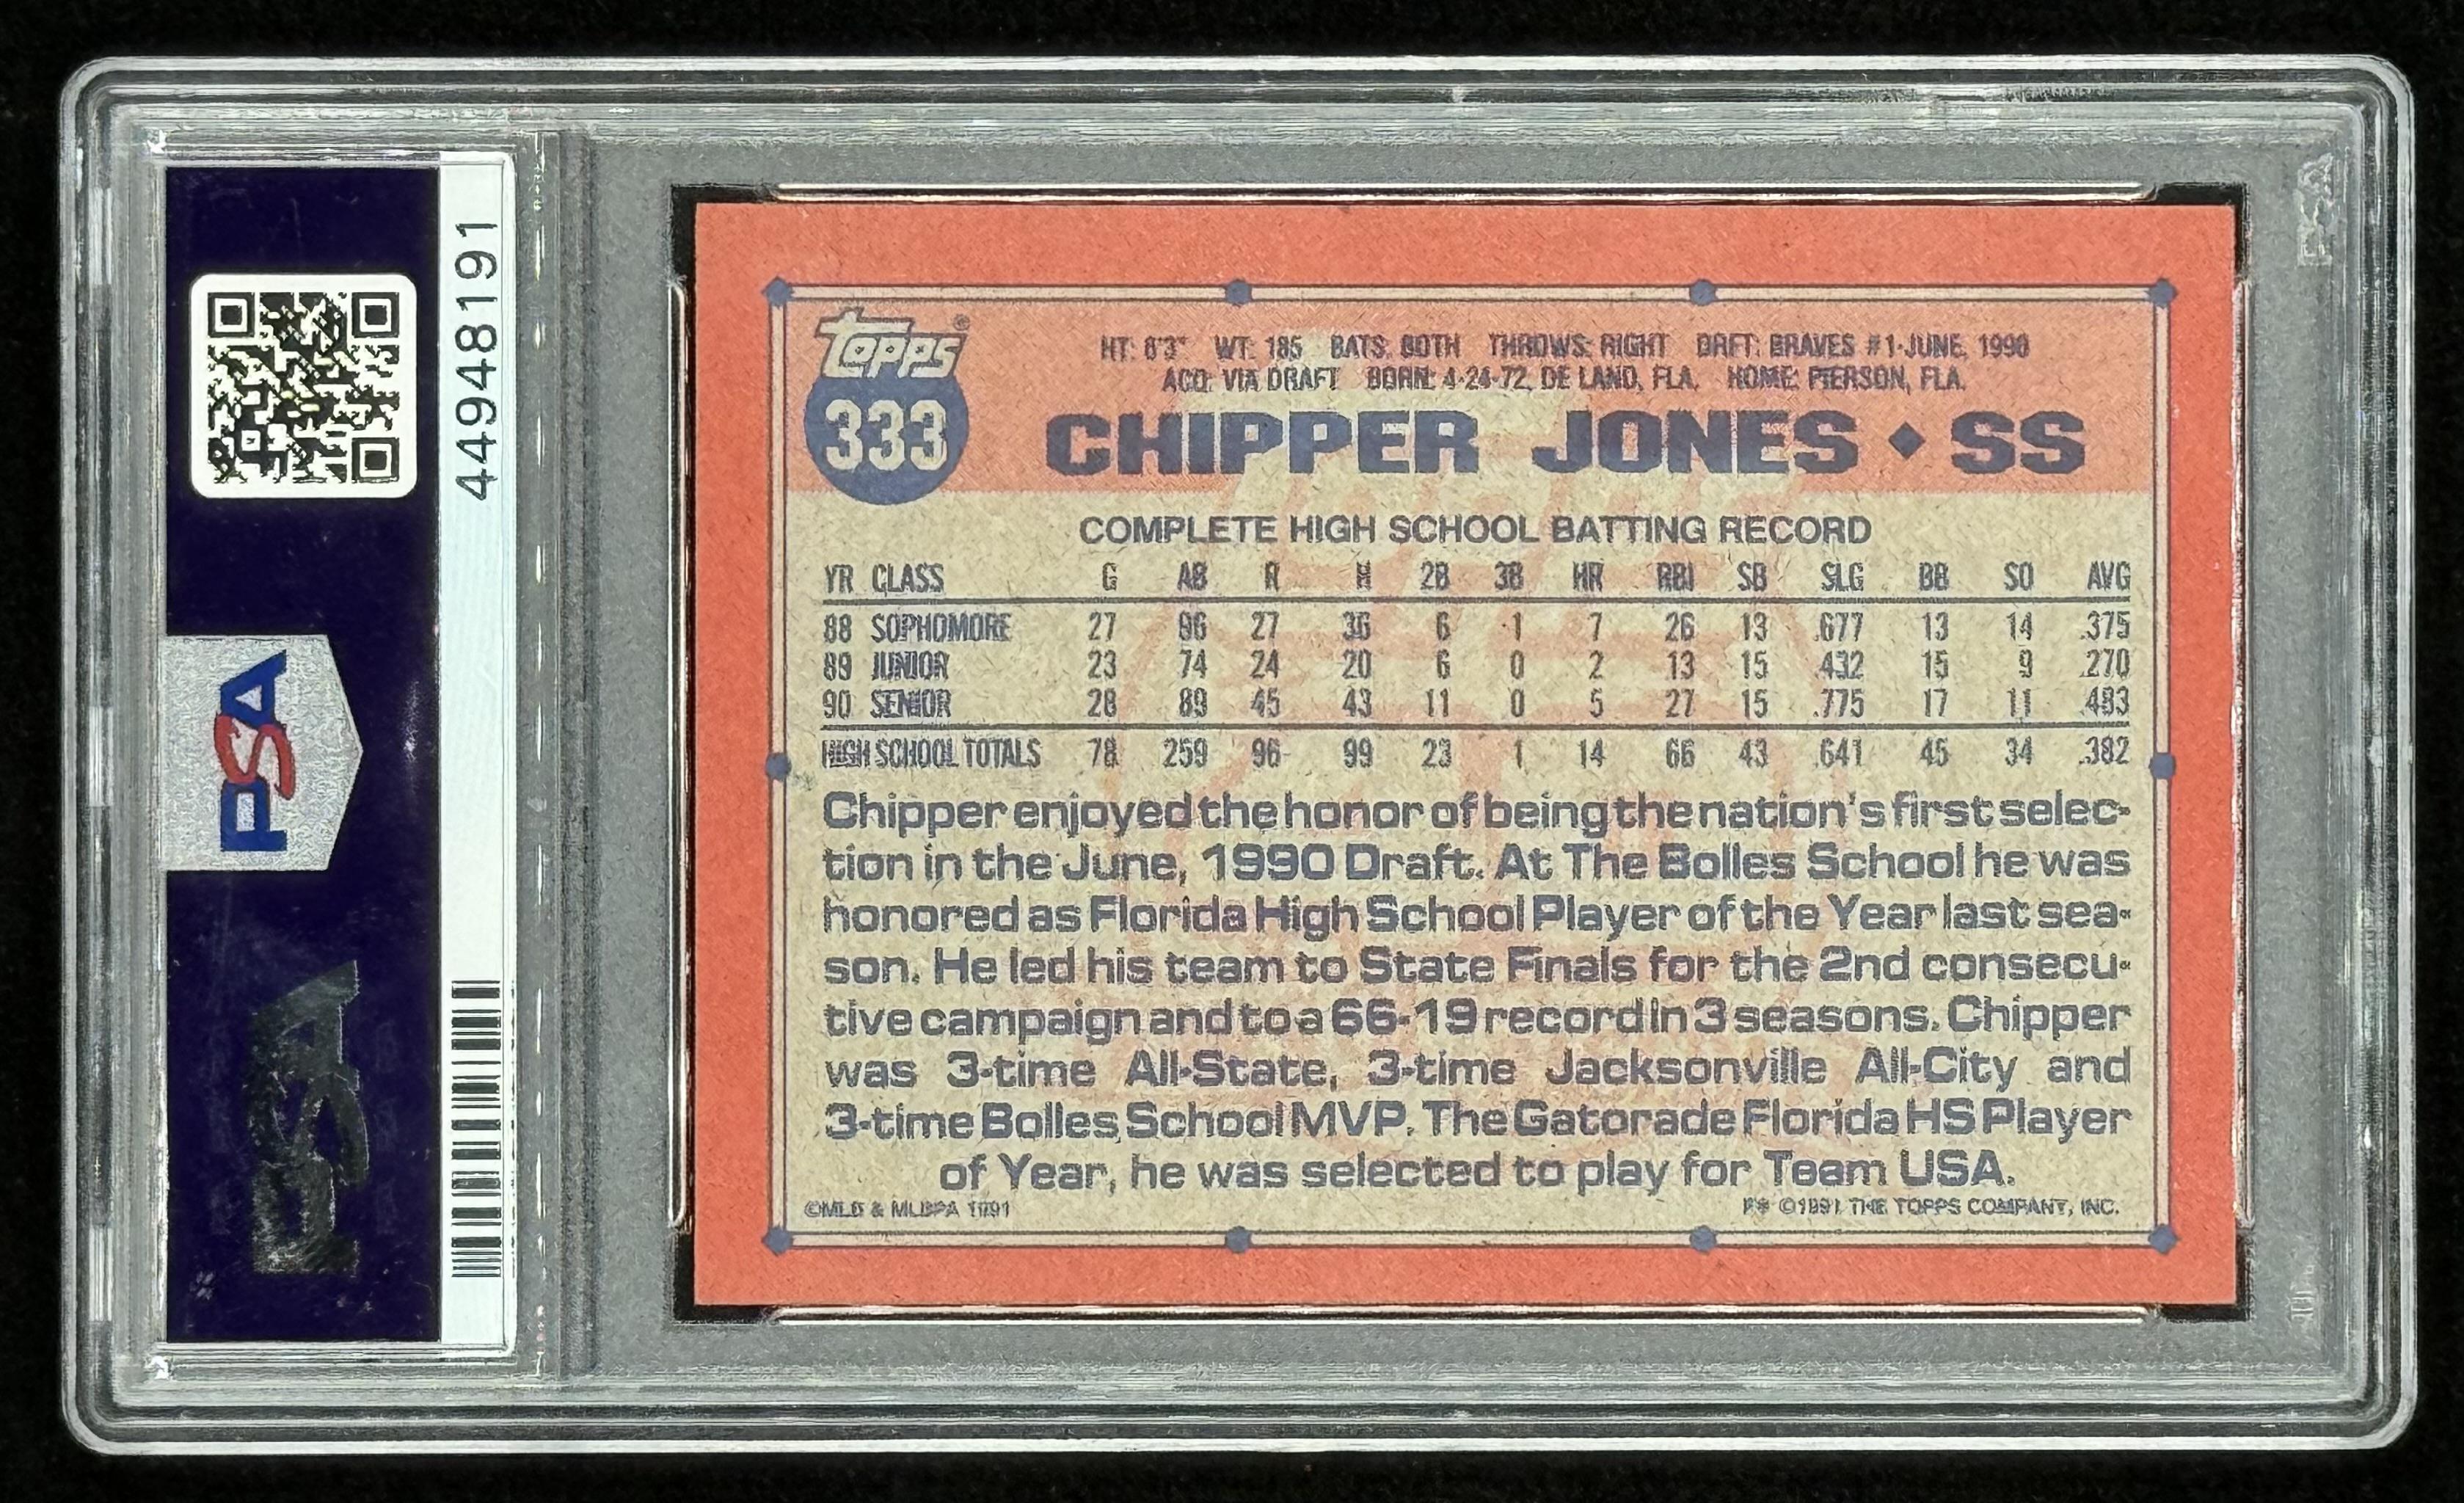 44948191
PSA
PSA
PSA
topps®
333
HT: 6'3" WT: 185 BATS: BOTH THROWS: RIGHT DRFT: BRAVES #1-JUNE, 1990
ACQ: VIA DRAFT BORN: 4-24-72, DE LAND, FLA. HOME: PIERSON, FLA.
CHIPPER JONES ♦ SS
COMPLETE HIGH SCHOOL BATTING RECORD
YR CLASS G AB R H 2B 3B HR RBI SB SLG BB SO AVG
88 SOPHOMORE 27 96 27 36 6 1 7 26 13 .677 13 14 .375
89 JUNIOR 23 74 24 20 6 0 2 13 15 .432 15 9 .270
90 SENIOR 28 89 45 43 11 0 5 27 15 .775 17 11 .483
HIGH SCHOOL TOTALS 78 259 96 99 23 1 14 66 43 .641 45 34 .382
Chipper enjoyed the honor of being the nation's first selec-
tion in the June, 1990 Draft. At The Bolles School he was
honored as Florida High School Player of the Year last sea-
son. He led his team to State Finals for the 2nd consecu-
tive campaign and to a 66-19 record in 3 seasons. Chipper
was 3-time All-State, 3-time Jacksonville All-City and
3-time Bolles School MVP. The Gatorade Florida HS Player
of Year, he was selected to play for Team USA.
©MLB & MLBPA 1991
F* ©1991 THE TOPPS COMPANY, INC.